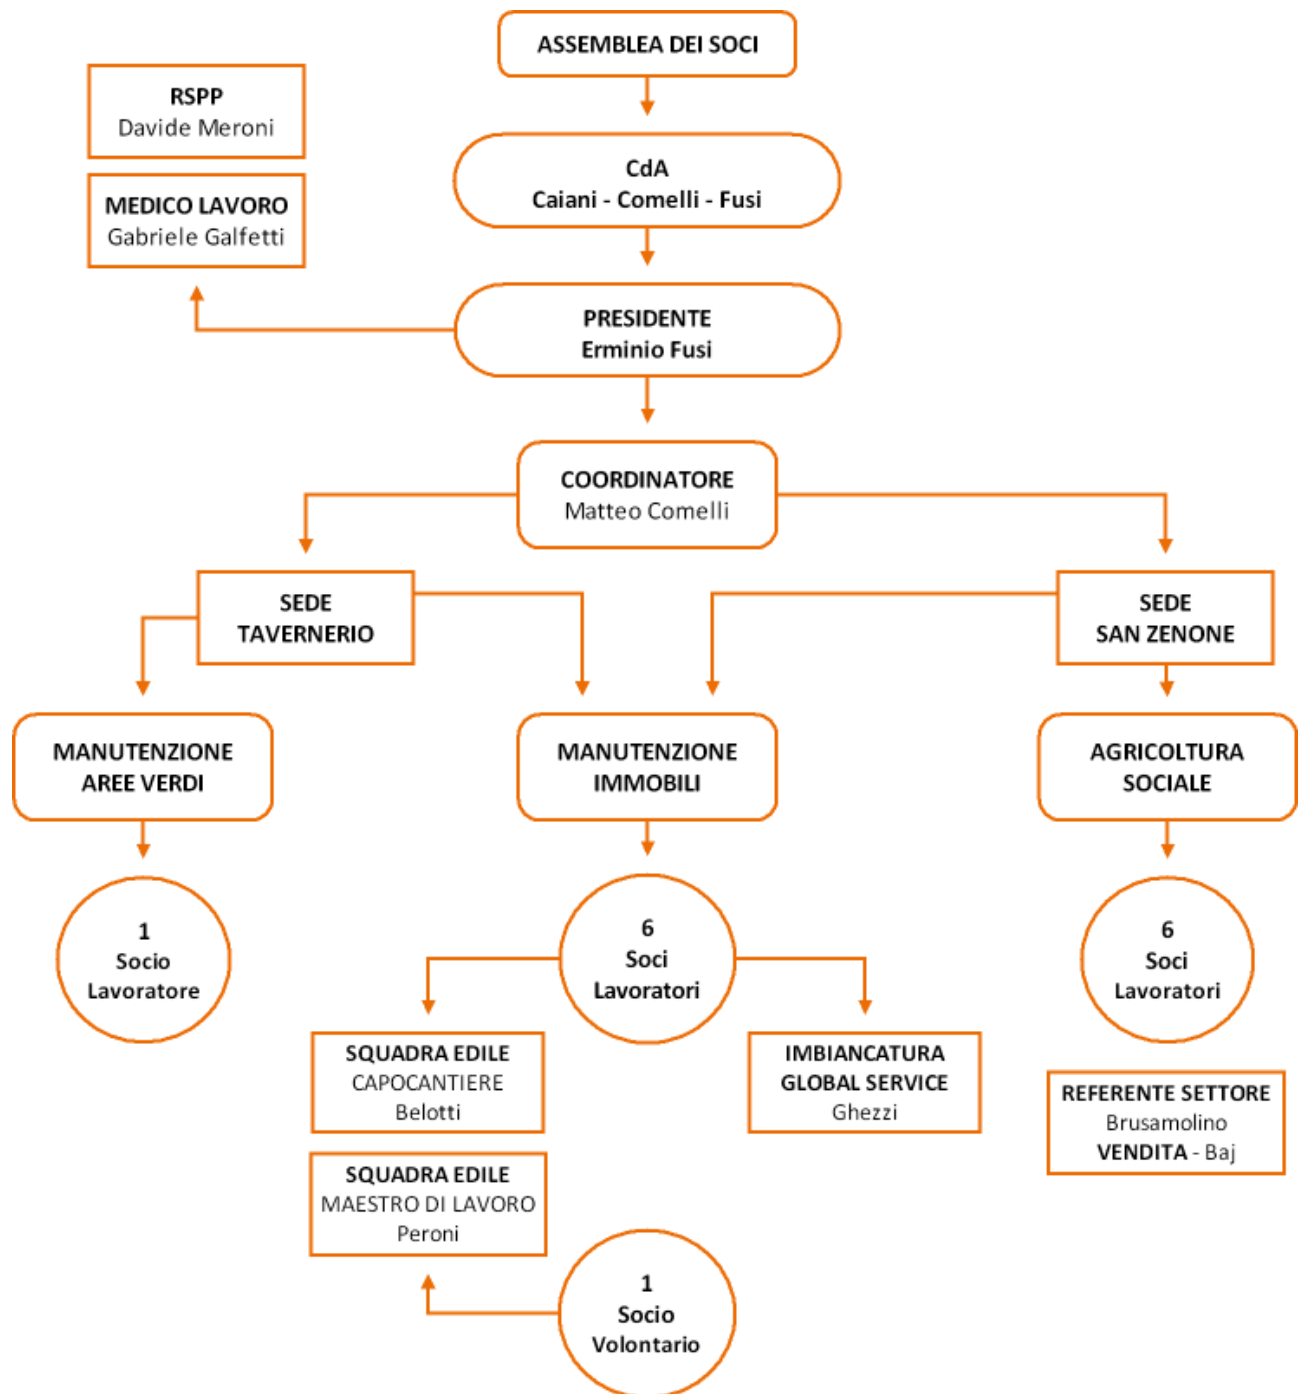 ASSEMBLEA DEI SOCI
RSPP
Davide Meroni
MEDICO LAVORO
Gabriele Galfetti
CdA
Caiani - Comelli - Fusi
PRESIDENTE
Erminio Fusi
COORDINATORE
Matteo Comelli
SEDE
TAVERNERIO
SEDE
SAN ZENONE
MANUTENZIONE
AREE VERDI
MANUTENZIONE
IMMOBILI
AGRICOLTURA
SOCIALE
1
Socio
Lavoratore
6
Soci
Lavoratori
6
Soci
Lavoratori
SQUADRA EDILE
CAPOCANTIERE
Belotti
IMBIANCATURA
GLOBAL SERVICE
Ghezzi
REFERENTE SETTORE
Brusamolino
VENDITA - Baj
SQUADRA EDILE
MAESTRO DI LAVORO
Peroni
1
Socio
Volontario